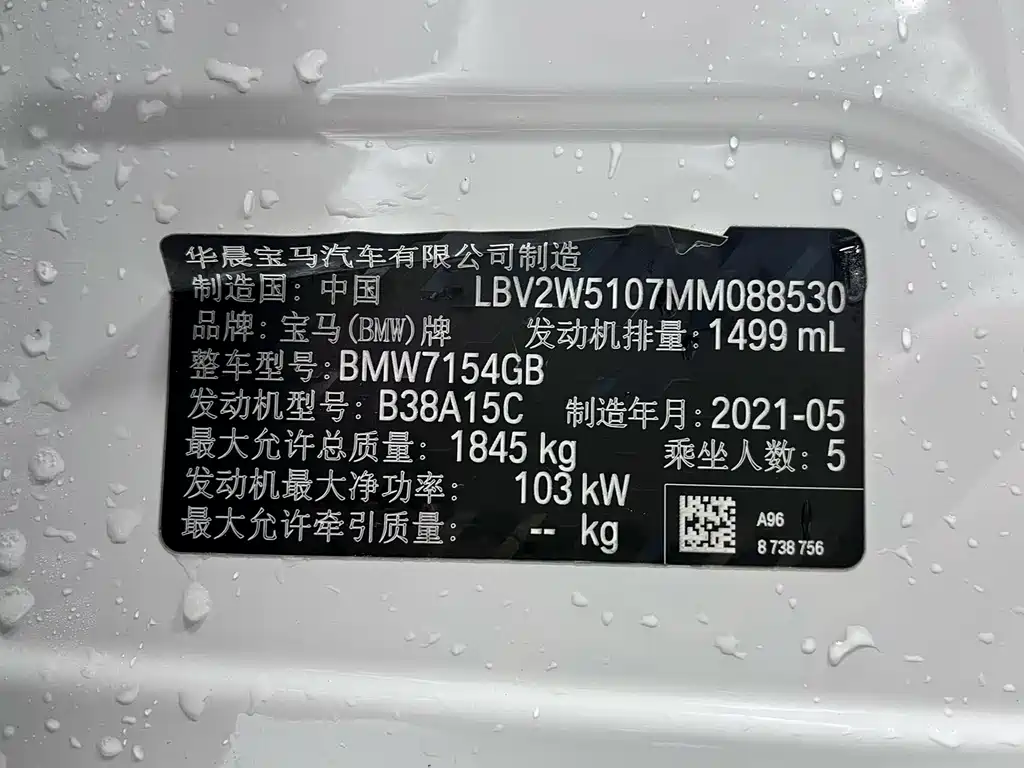 华晨宝马汽车有限公司制造
制造国: 中国 LBV2W5107MM088530
品牌: 宝马(BMW)牌 发动机排量: 1499 mL
整车型号: BMW7154GB
发动机型号: B38A15C 制造年月: 2021-05
最大允许总质量: 1845 kg 乘坐人数: 5
发动机最大净功率: 103 kW
最大允许牵引质量: -- kg
A96
8 738 756